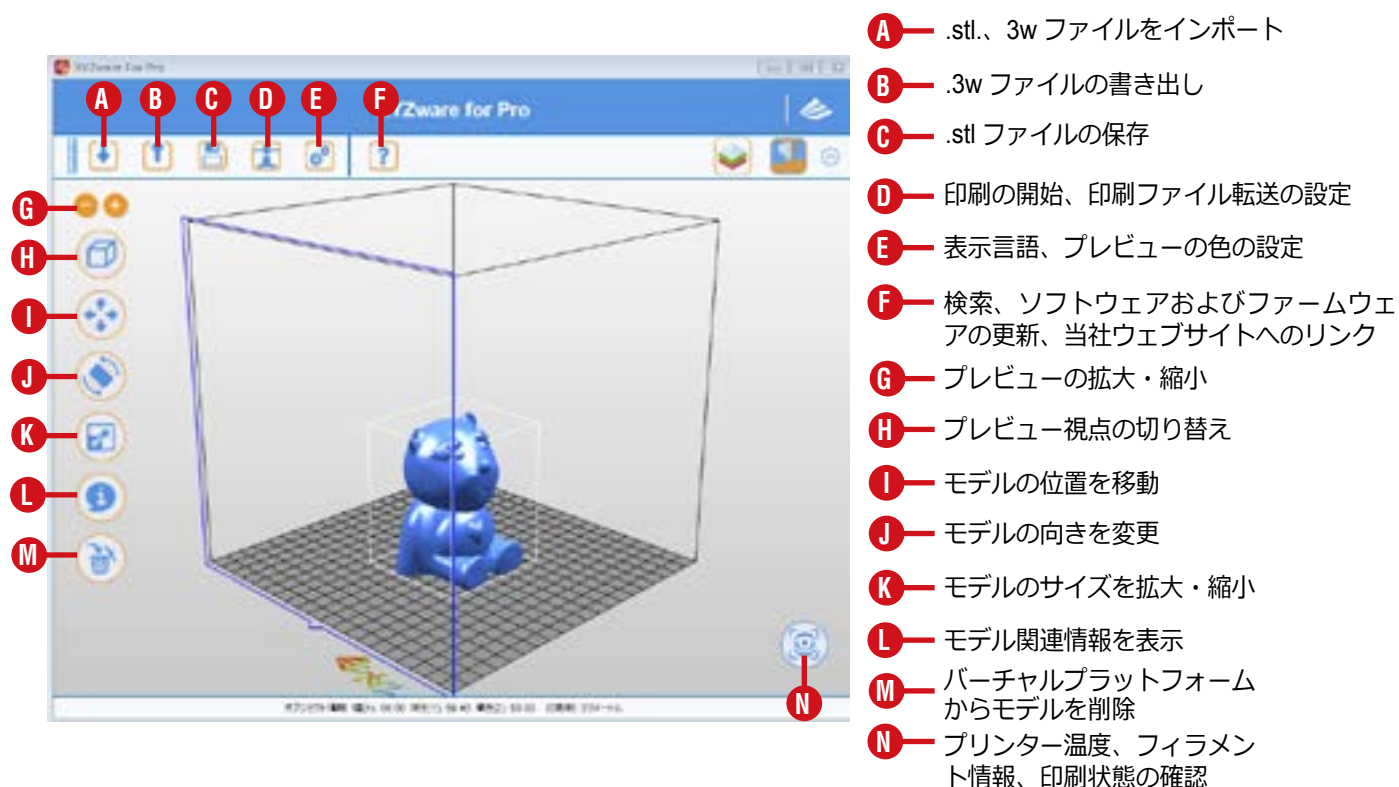 A .stl.、3w ファイルをインポート
XYZware For Pro
B .3w ファイルの書き出し
A B C D E F
YZware for Pro
C .stl ファイルの保存
?
D 印刷の開始、印刷ファイル転送の設定
G
E 表示言語、プレビューの色の設定
H
F 検索、ソフトウェアおよびファームウェ
アの更新、当社ウェブサイトへのリンク
I
G プレビューの拡大・縮小
J
H プレビュー視点の切り替え
K
I モデルの位置を移動
L
J モデルの向きを変更
M
K モデルのサイズを拡大・縮小
L モデル関連情報を表示
M バーチャルプラットフォーム
からモデルを削除
N
N プリンター温度、フィラメン
ト情報、印刷状態の確認